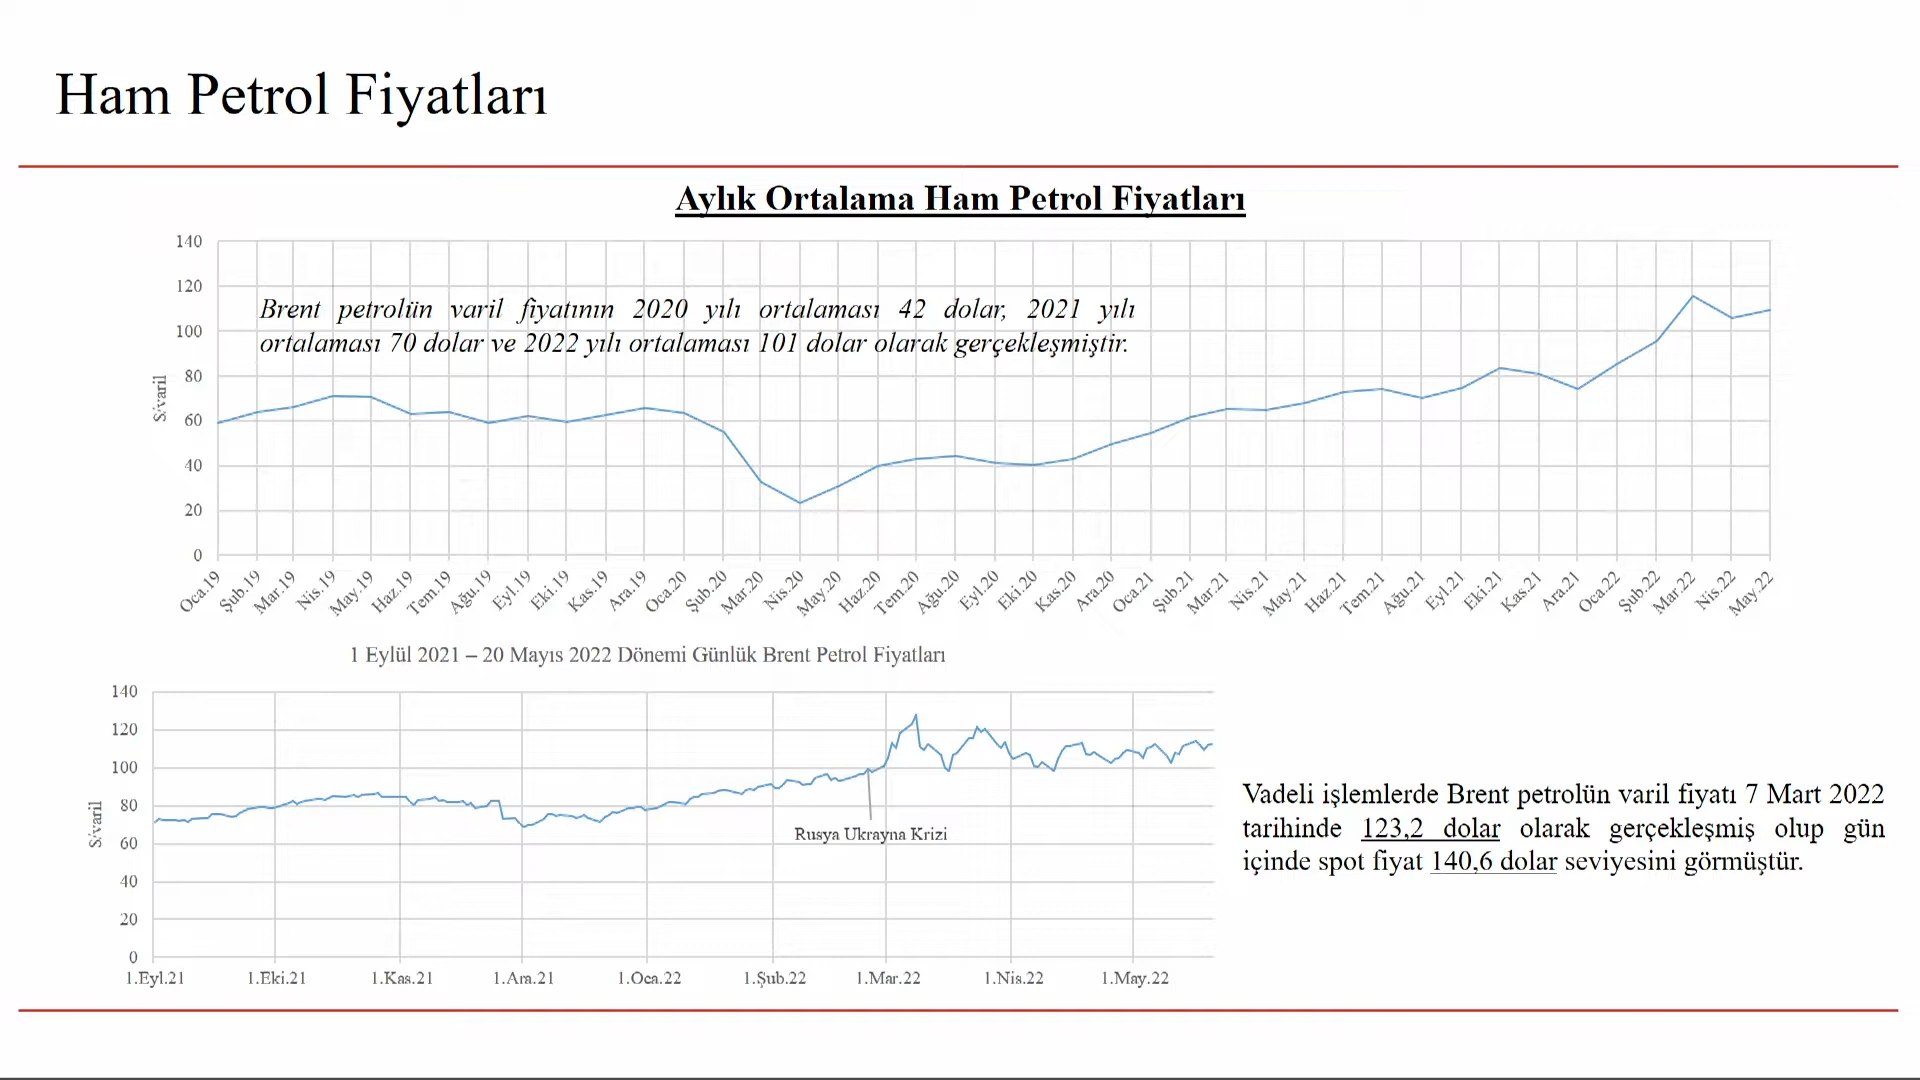 Ham Petrol Fiyatları
Aylık Ortalama Ham Petrol Fiyatları
140
120
100
80
60
40
20
0
$/varil
Brent petrolün varil fiyatının 2020 yılı ortalaması 42 dolar, 2021 yılı
ortalaması 70 dolar ve 2022 yılı ortalaması 101 dolar olarak gerçekleşmiştir.
Oca.19 Şub.19 Mar.19 Nis.19 May.19 Haz.19 Tem.19 Ağu.19 Eyl.19 Eki.19 Kas.19 Ara.19 Oca.20 Şub.20 Mar.20 Nis.20 May.20 Haz.20 Tem.20 Ağu.20 Eyl.20 Eki.20 Kas.20 Ara.20 Oca.21 Şub.21 Mar.21 Nis.21 May.21 Haz.21 Tem.21 Ağu.21 Eyl.21 Eki.21 Kas.21 Ara.21 Oca.22 Şub.22 Mar.22 Nis.22 May.22
1 Eylül 2021 – 20 Mayıs 2022 Dönemi Günlük Brent Petrol Fiyatları
140
120
100
80
60
40
20
0
$/varil
Rusya Ukrayna Krizi
1.Eyl.21 1.Eki.21 1.Kas.21 1.Ara.21 1.Oca.22 1.Şub.22 1.Mar.22 1.Nis.22 1.May.22
Vadeli işlemlerde Brent petrolün varil fiyatı 7 Mart 2022
tarihinde 123,2 dolar olarak gerçekleşmiş olup gün
içinde spot fiyat 140,6 dolar seviyesini görmüştür.